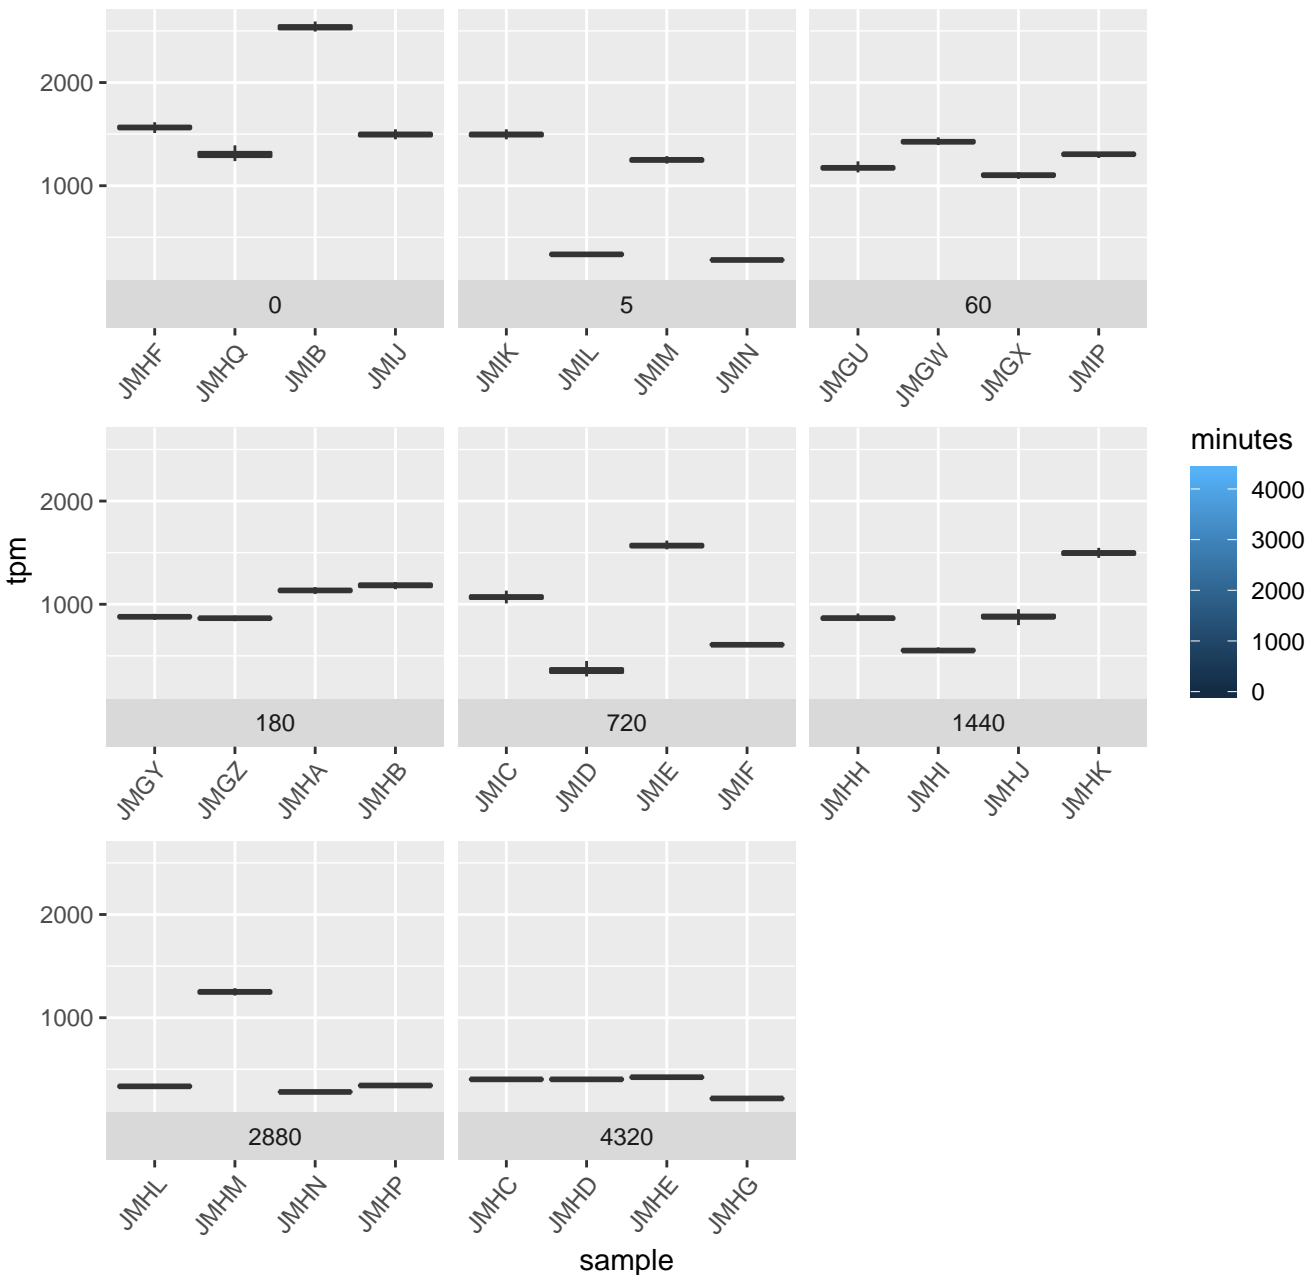 2000
1000
0
5
60
JMHF
JMHQ
JMIB
JMIJ
JMIK
JMIL
JMIM
JMIN
JMGU
JMGW
JMGX
JMIP
2000
1000
180
720
1440
JMGY
JMGZ
JMHA
JMHB
JMIC
JMID
JMIE
JMIF
JMHH
JMHI
JMHJ
JMHK
2000
1000
2880
4320
JMHL
JMHM
JMHN
JMHP
JMHC
JMHD
JMHE
JMHG
tpm
sample
minutes
4000
3000
2000
1000
0